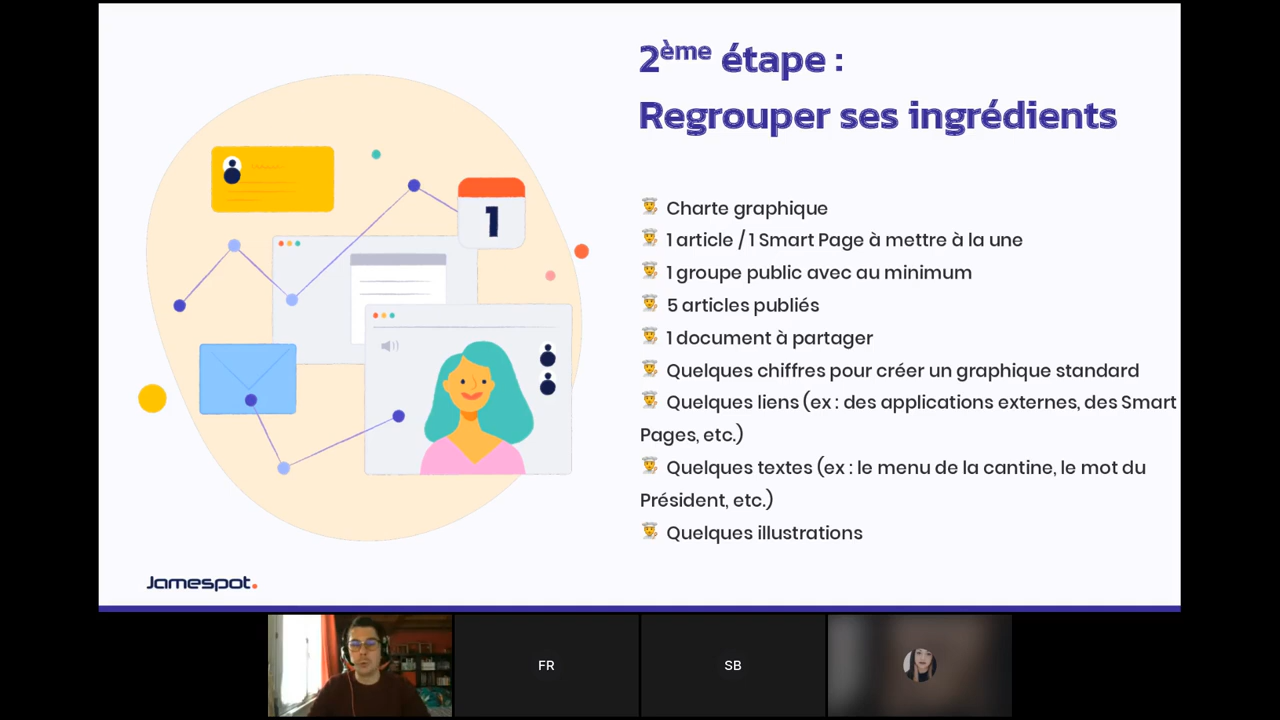 2ème étape :
Regrouper ses ingrédients
Charte graphique
1 article / 1 Smart Page à mettre à la une
1 groupe public avec au minimum
5 articles publiés
1 document à partager
Quelques chiffres pour créer un graphique standard
Quelques liens (ex : des applications externes, des Smart
Pages, etc.)
Quelques textes (ex : le menu de la cantine, le mot du
Président, etc.)
Quelques illustrations
1
Jamespot.
FR
SB